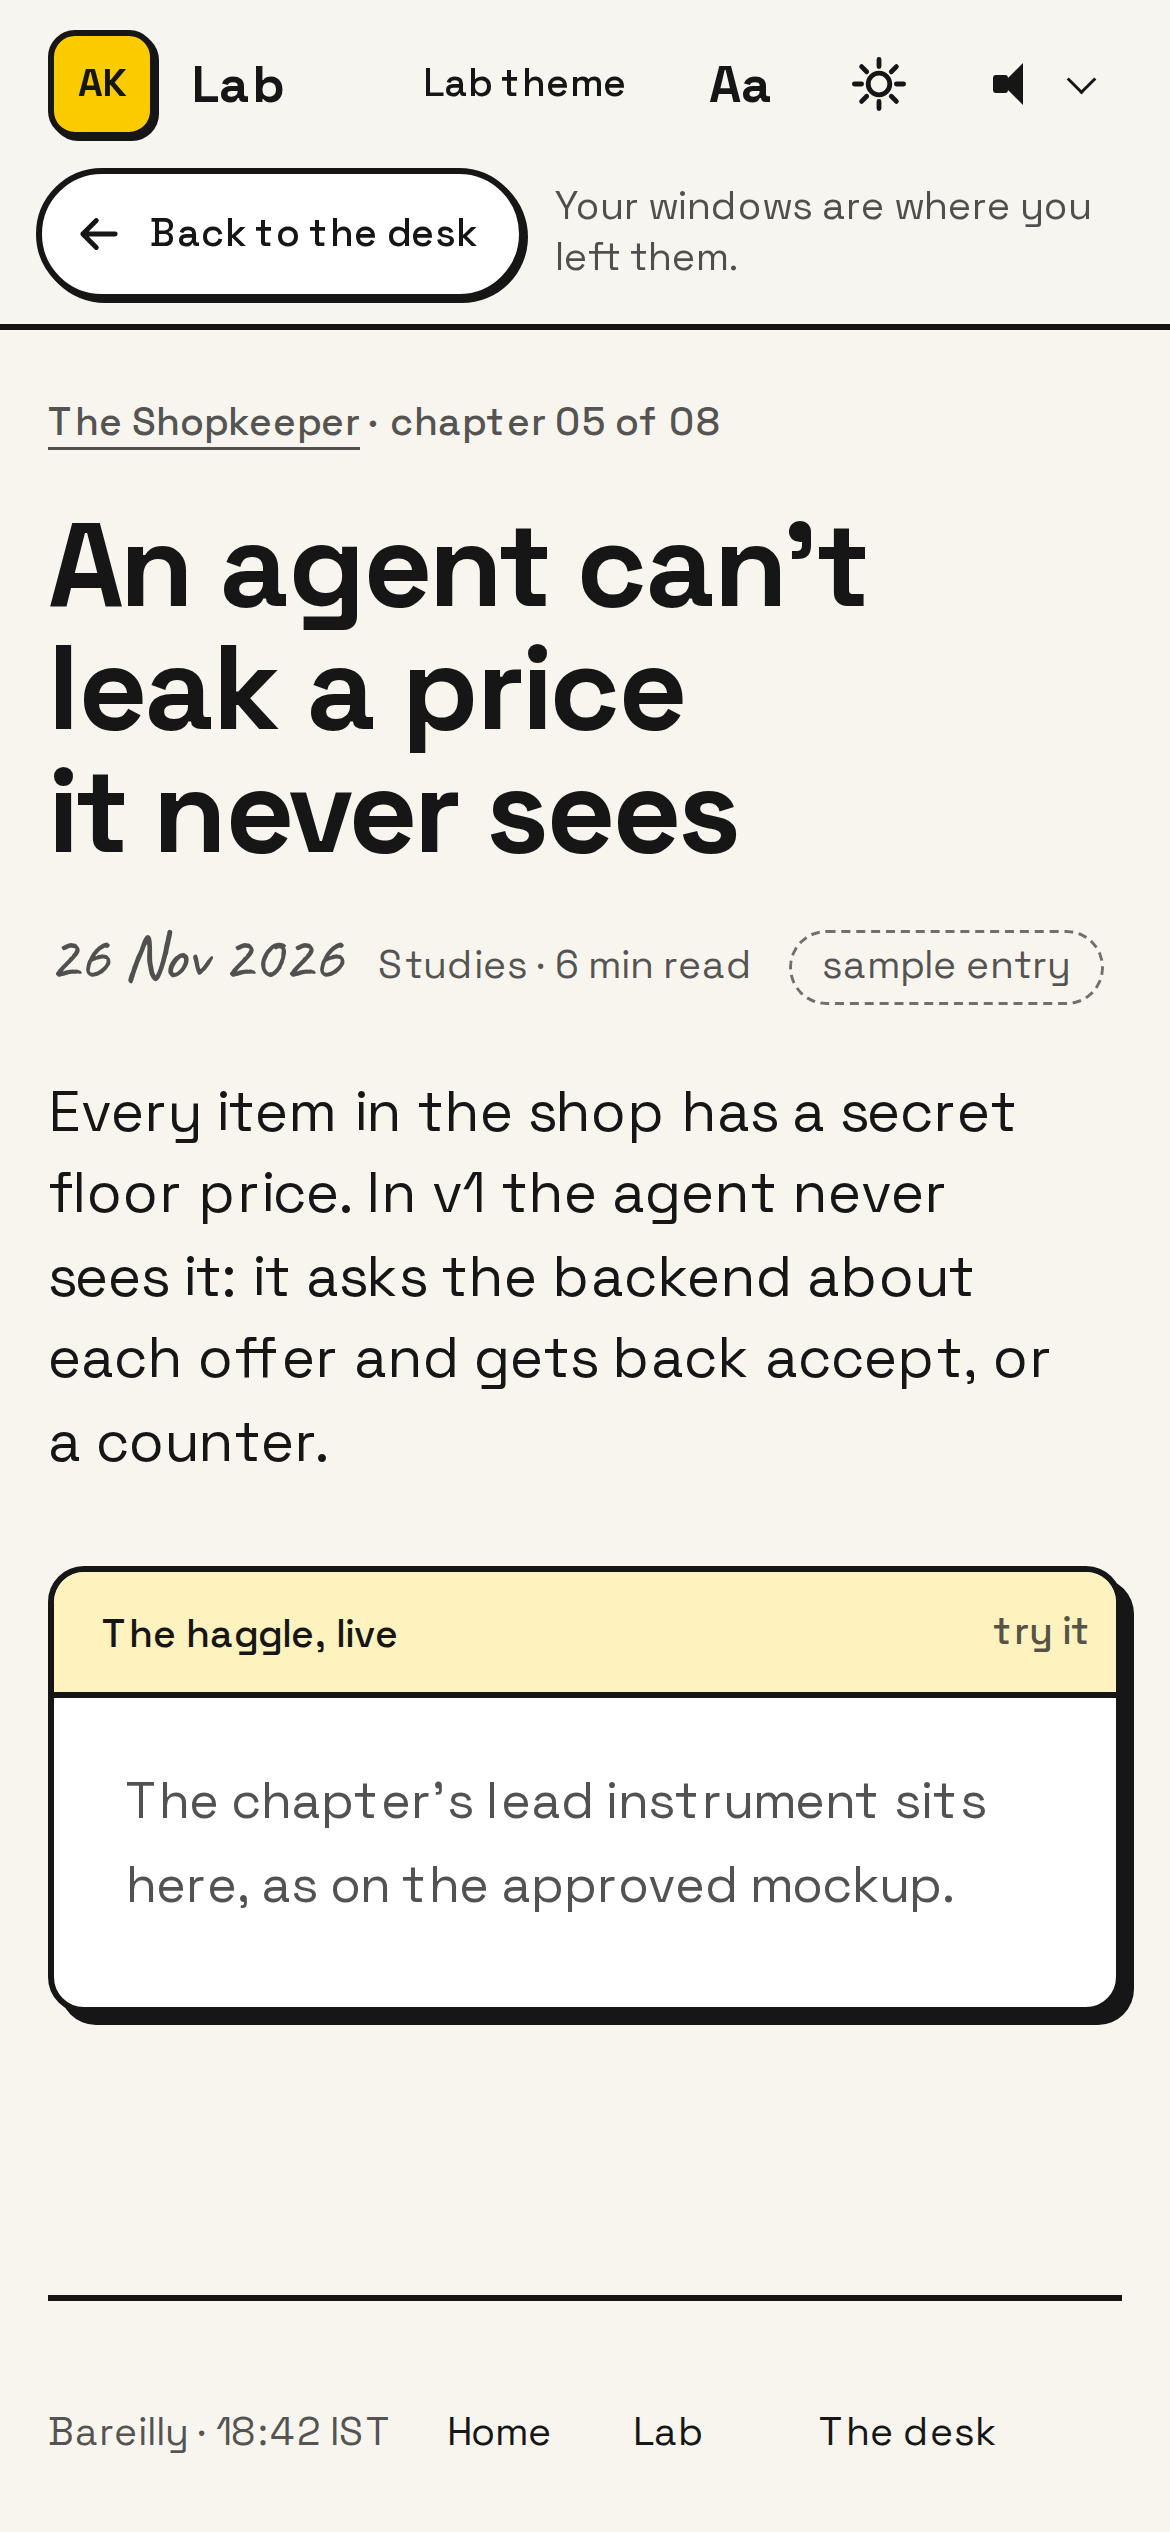 AK Lab Lab theme Aa
Back to the desk
Your windows are where you
left them.
The Shopkeeper · chapter 05 of 08
An agent can’t
leak a price
it never sees
26 Nov 2026 Studies · 6 min read sample entry
Every item in the shop has a secret
floor price. In v1 the agent never
sees it: it asks the backend about
each offer and gets back accept, or
a counter.
The haggle, live try it
The chapter’s lead instrument sits
here, as on the approved mockup.
Bareilly · 18:42 IST Home Lab The desk